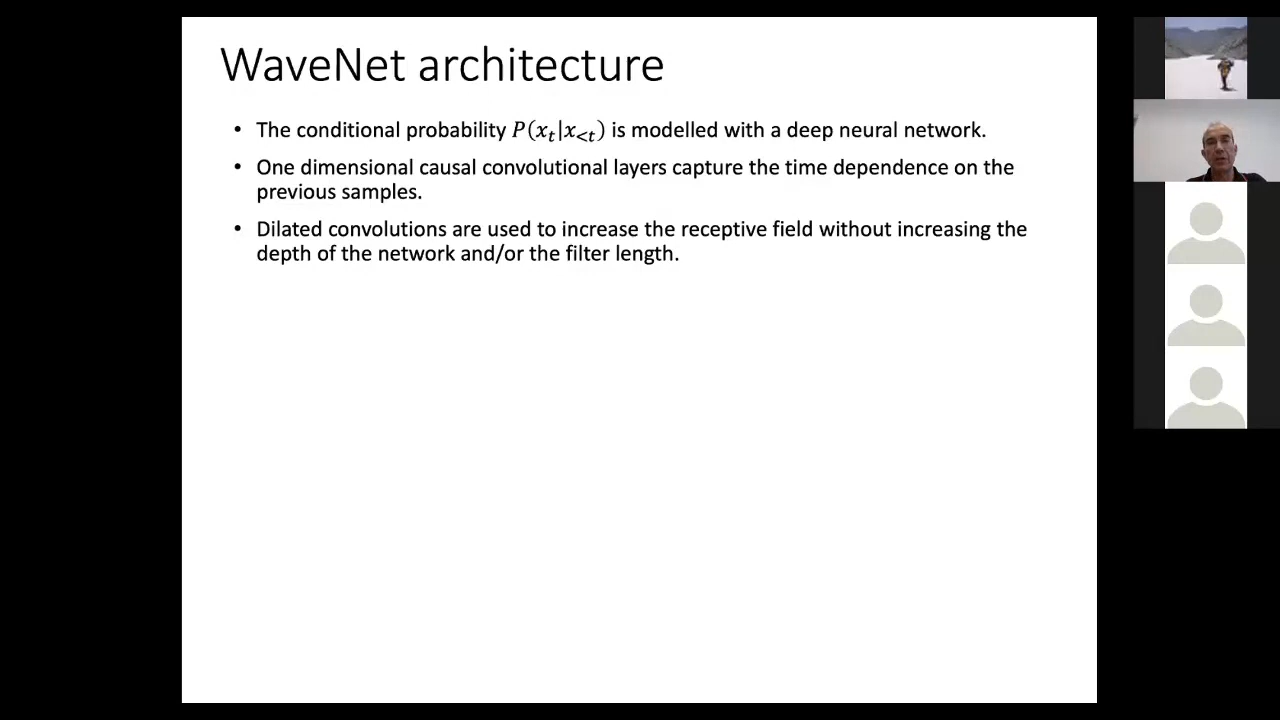 WaveNet architecture
• The conditional probability P(x_t|x_{<t}) is modelled with a deep neural network.
• One dimensional causal convolutional layers capture the time dependence on the
previous samples.
• Dilated convolutions are used to increase the receptive field without increasing the
depth of the network and/or the filter length.